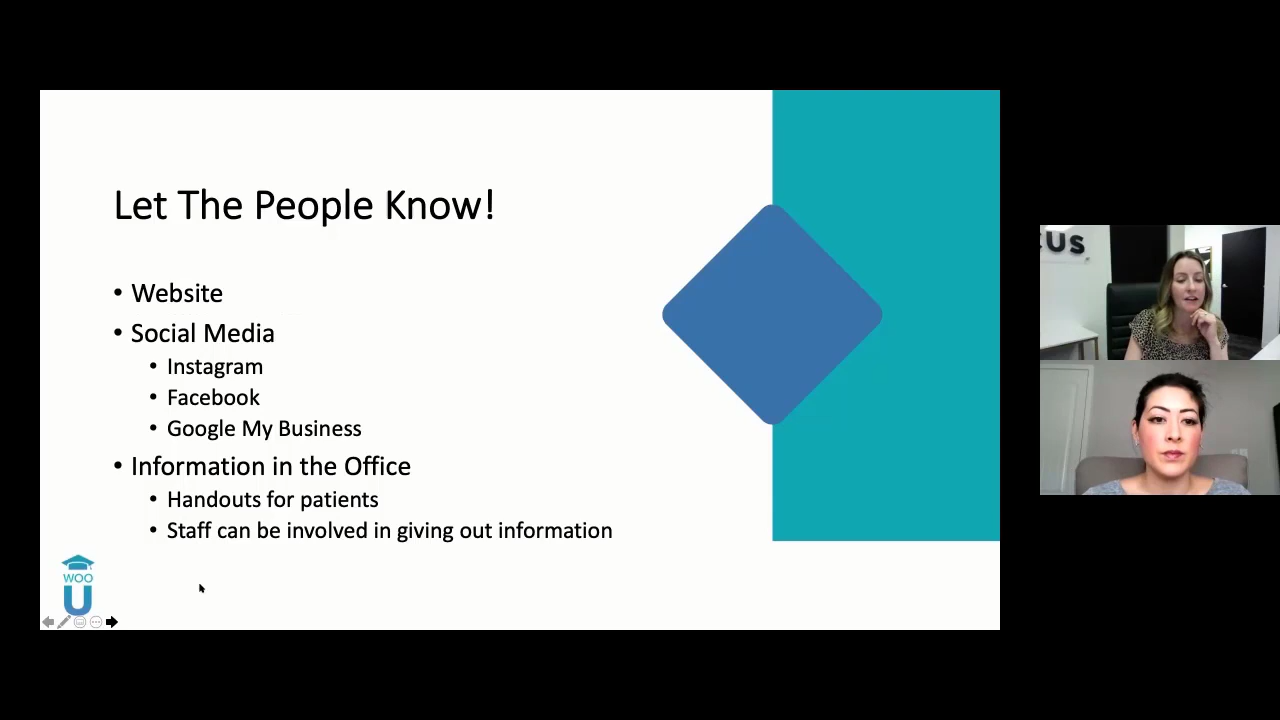 Let The People Know!
• Website
• Social Media
• Instagram
• Facebook
• Google My Business
• Information in the Office
• Handouts for patients
• Staff can be involved in giving out information
WOO
U
CUS